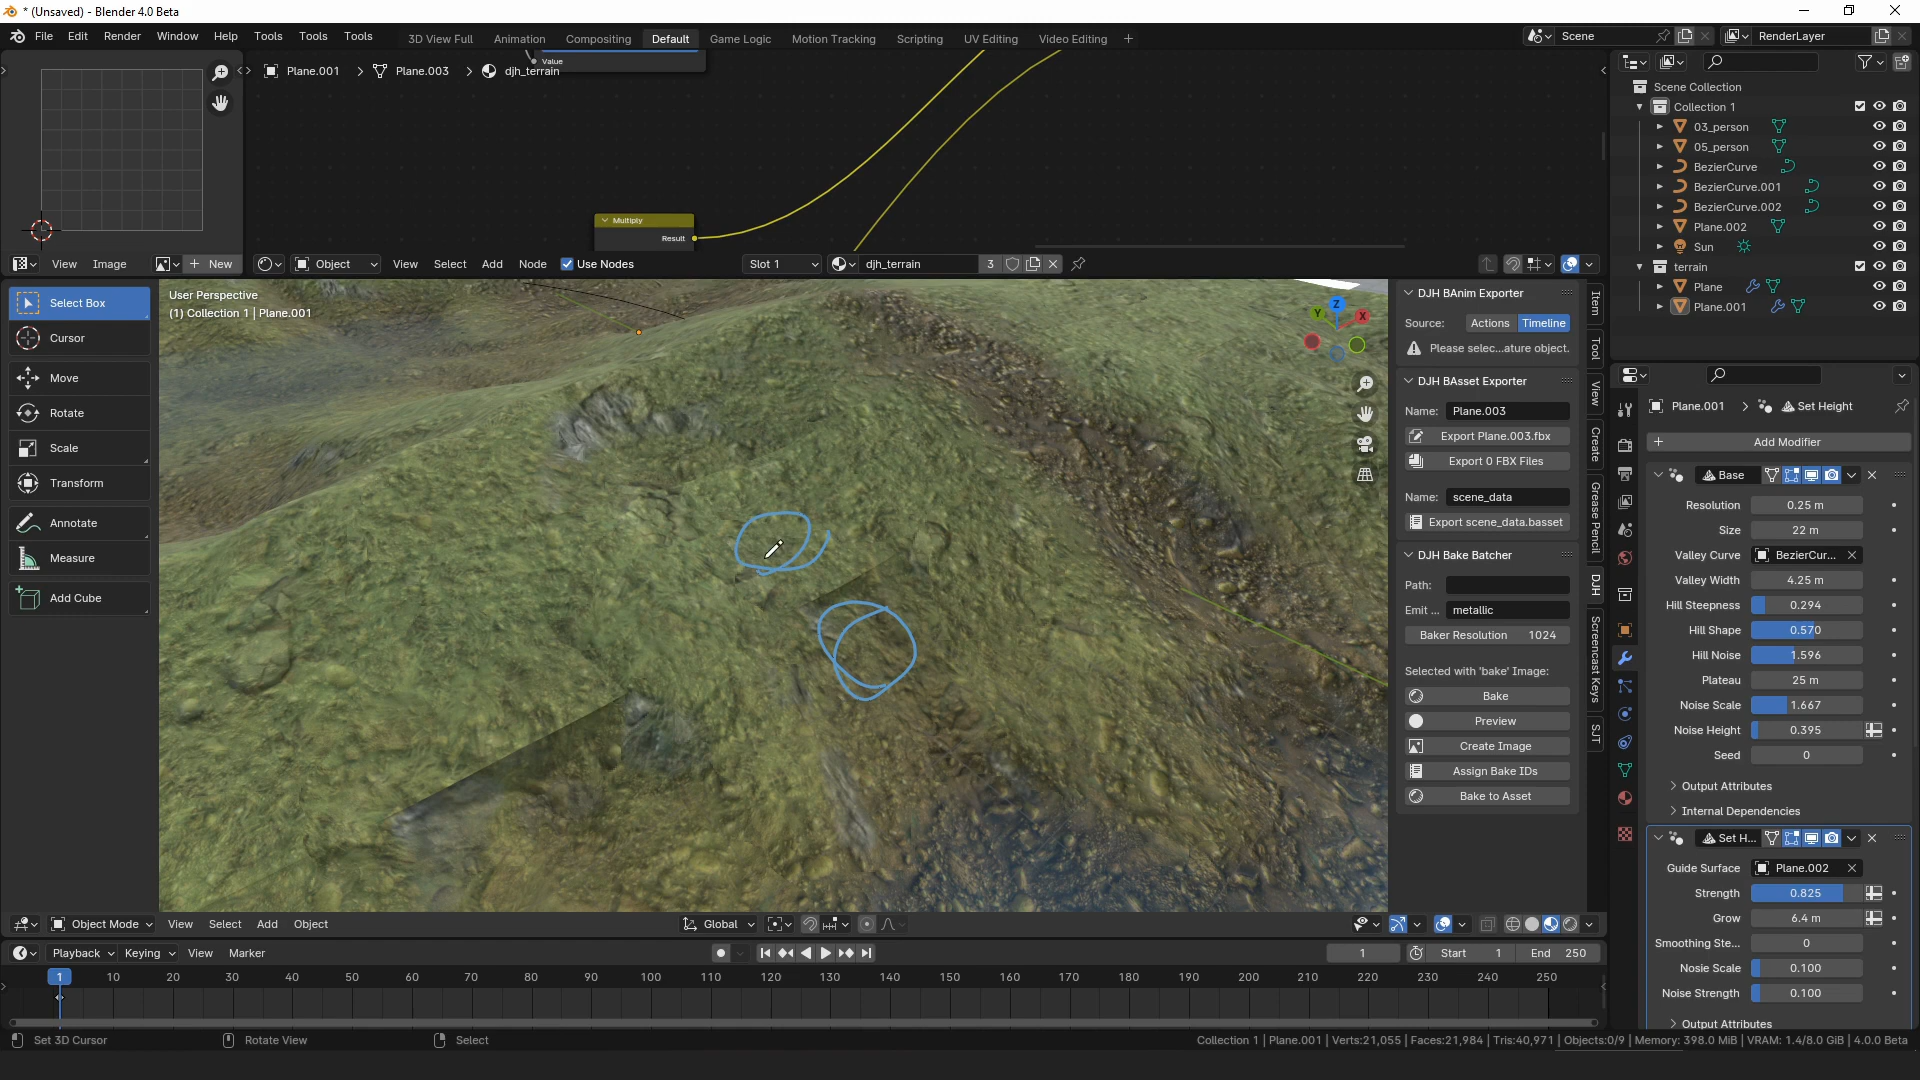 * (Unsaved) - Blender 4.0 Beta
File Edit Render Window Help Tools Tools Tools
3D View Full Animation Compositing Default Game Logic Motion Tracking Scripting UV Editing Video Editing
Scene RenderLayer
Plane.001 Plane.003 djh_terrain
Value
Multiply
Result
View Image New
Object View Select Add Node Use Nodes Slot 1 djh_terrain 3
Scene Collection
Collection 1
03_person
05_person
BezierCurve
BezierCurve.001
BezierCurve.002
Plane.002
Sun
terrain
Plane
Plane.001
Select Box
Cursor
Move
Rotate
Scale
Transform
Annotate
Measure
Add Cube
User Perspective
(1) Collection 1 | Plane.001
Z
Y
X
DJH BAnim Exporter
Source: Actions Timeline
Please selec...ature object.
DJH BAsset Exporter
Name: Plane.003
Export Plane.003.fbx
Export 0 FBX Files
Name: scene_data
Export scene_data.basset
DJH Bake Batcher
Path:
Emit ... metallic
Baker Resolution 1024
Selected with 'bake' Image:
Bake
Preview
Create Image
Assign Bake IDs
Bake to Asset
Item
Tool
View
Create
Grease Pencil
DJH
Screencast Keys
SJT
Plane.001 Set Height
Add Modifier
Base
Resolution 0.25 m
Size 22 m
Valley Curve BezierCur...
Valley Width 4.25 m
Hill Steepness 0.294
Hill Shape 0.570
Hill Noise 1.596
Plateau 25 m
Noise Scale 1.667
Noise Height 0.395
Seed 0
Output Attributes
Internal Dependencies
Set H...
Guide Surface Plane.002
Strength 0.825
Grow 6.4 m
Smoothing Ste... 0
Nosie Scale 0.100
Noise Strength 0.100
Output Attributes
Object Mode View Select Add Object Global
Playback Keying View Marker 1 Start 1 End 250
1 10 20 30 40 50 60 70 80 90 100 110 120 130 140 150 160 170 180 190 200 210 220 230 240 250
Set 3D Cursor Rotate View Select
Collection 1 | Plane.001 | Verts:21,055 | Faces:21,984 | Tris:40,971 | Objects:0/9 | Memory: 398.0 MiB | VRAM: 1.4/8.0 GiB | 4.0.0 Beta